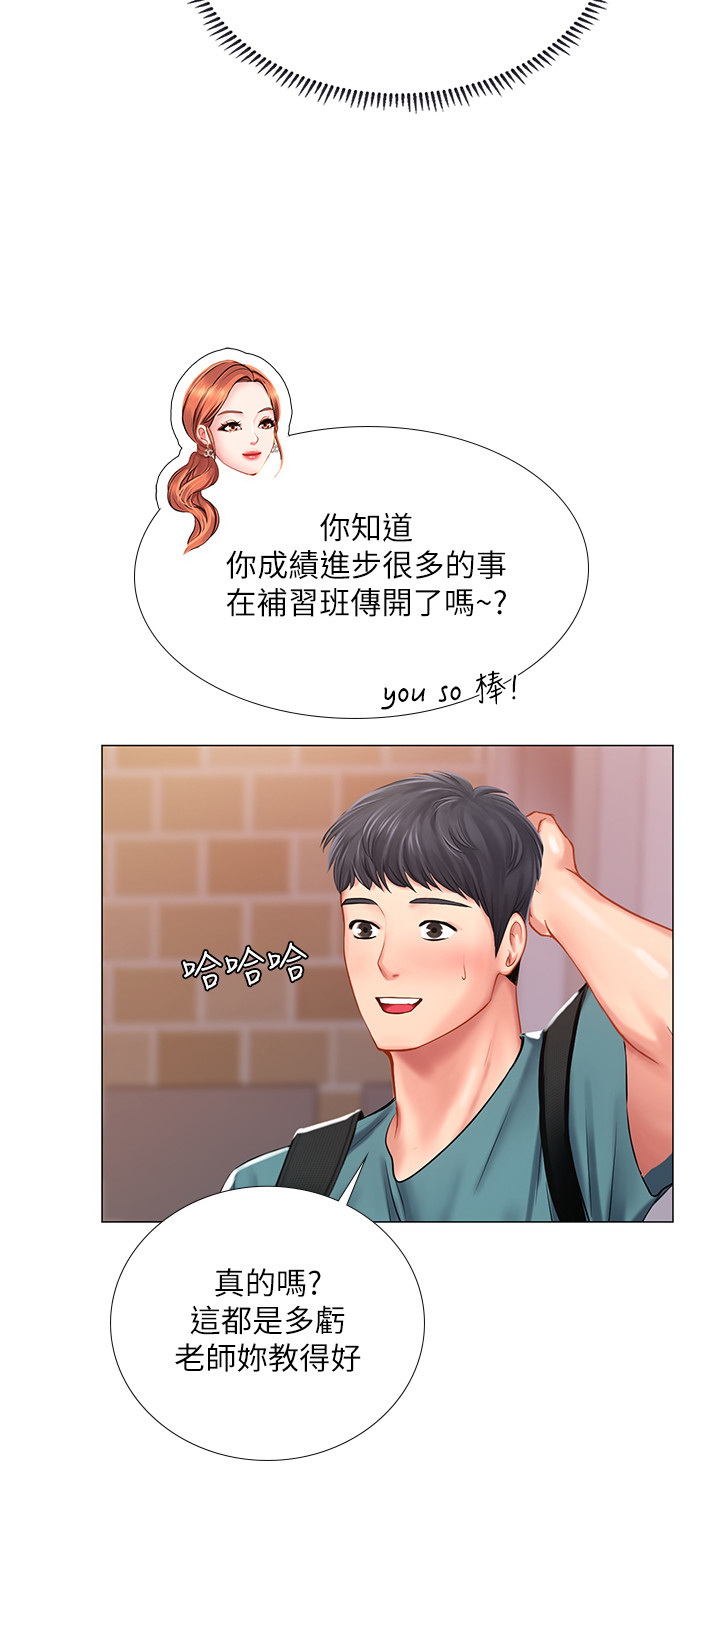 你知道
你成績進步很多的事
在補習班傳開了嗎~?
you so 棒!
哈哈哈
真的嗎?
這都是多虧
老師妳教得好